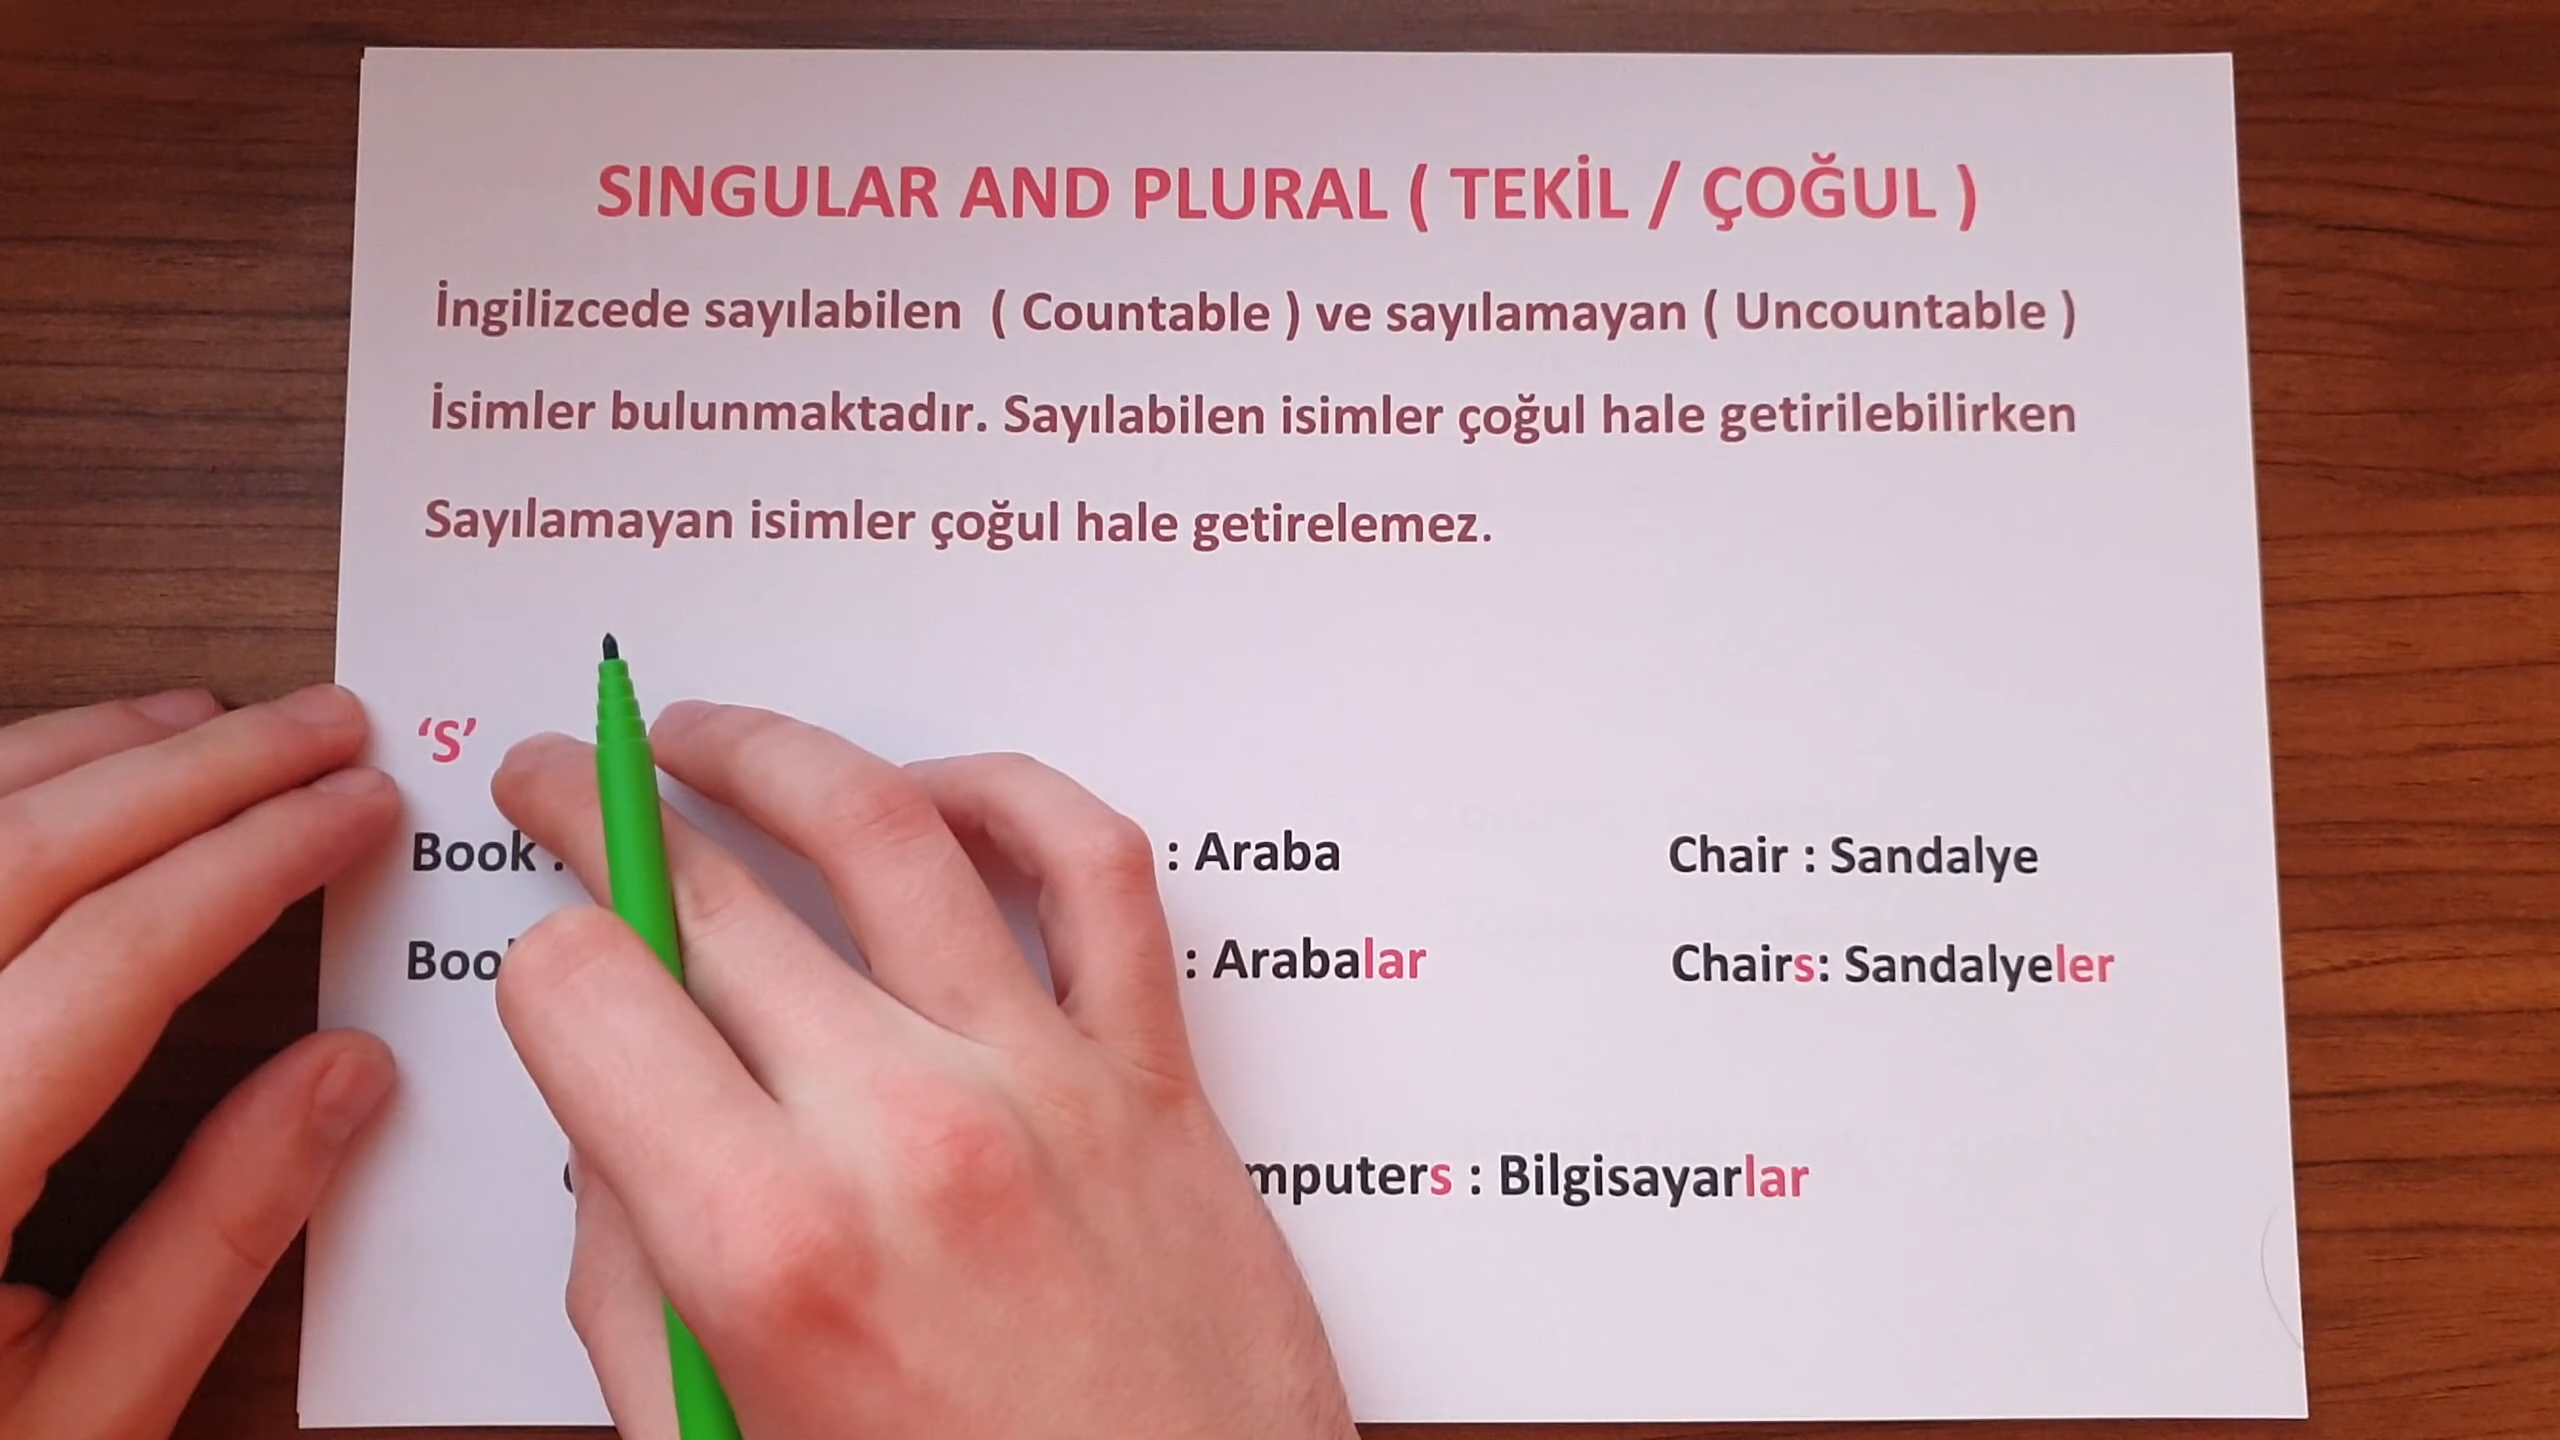 SINGULAR AND PLURAL ( TEKİL / ÇOĞUL )
İngilizcede sayılabilen ( Countable ) ve sayılamayan ( Uncountable )
İsimler bulunmaktadır. Sayılabilen isimler çoğul hale getirilebilirken
Sayılamayan isimler çoğul hale getirelemez.
‘S’
Book : : Araba Chair : Sandalye
: Arabalar Chairs: Sandalyeler
: Bilgisayarlar